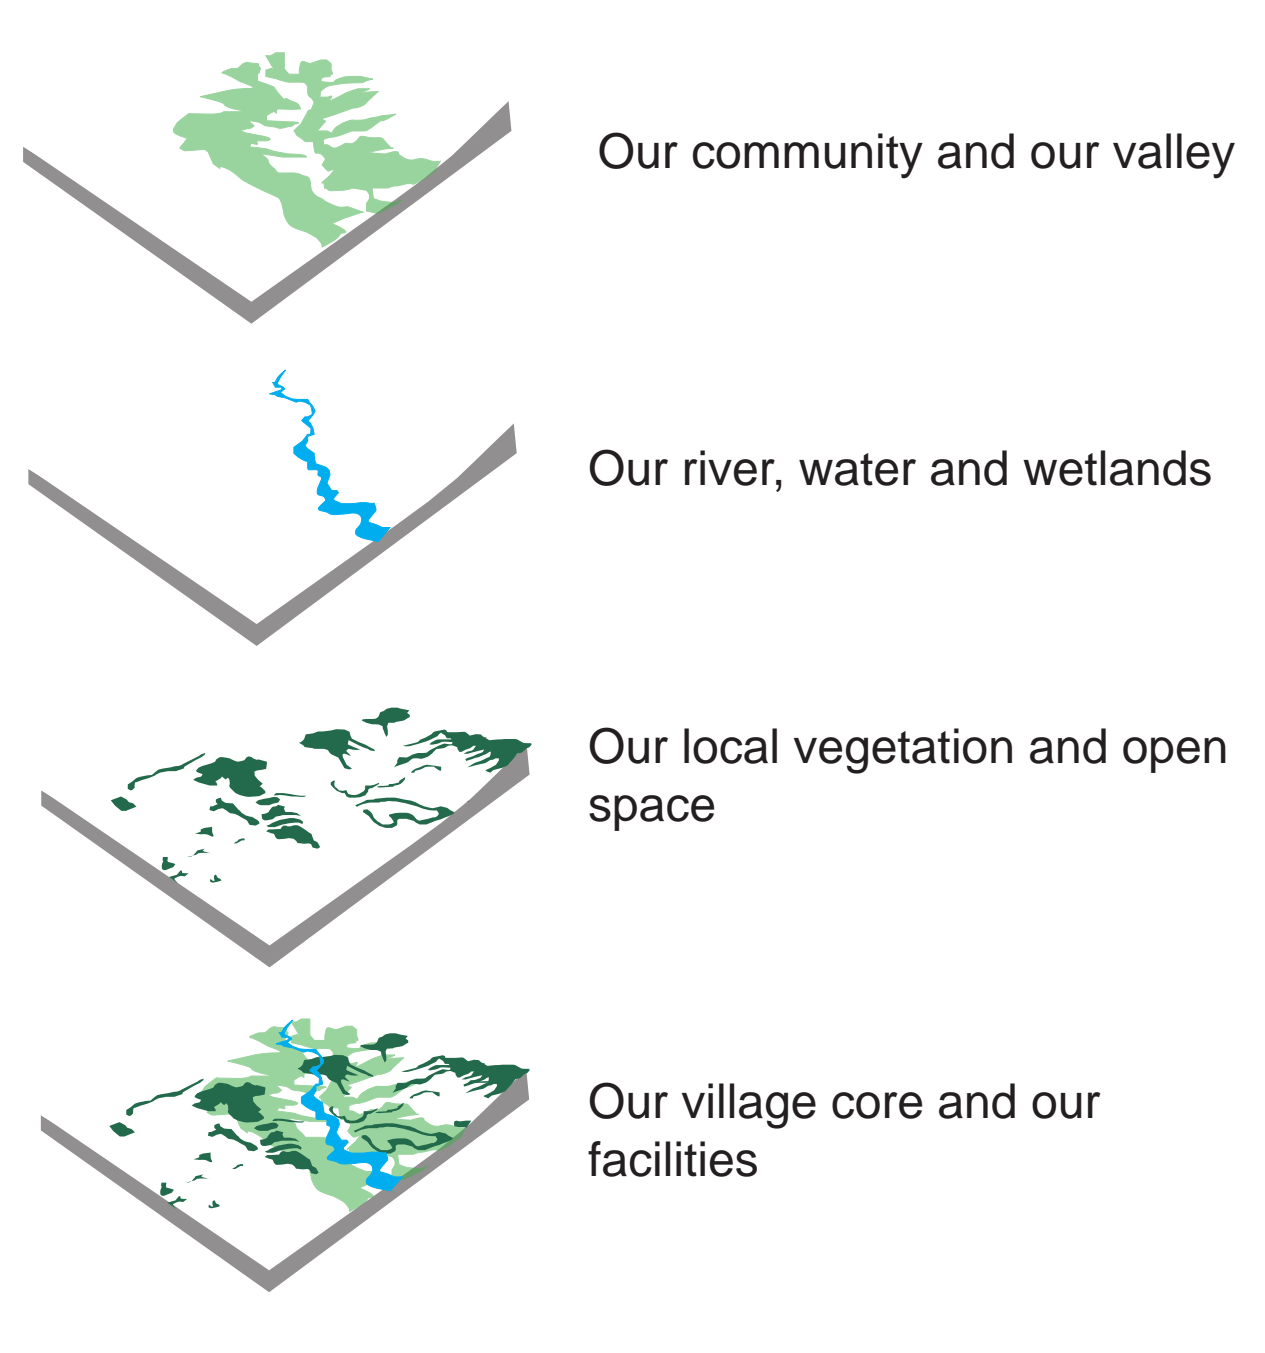 Our community and our valley
Our river, water and wetlands
Our local vegetation and open
space
Our village core and our
facilities